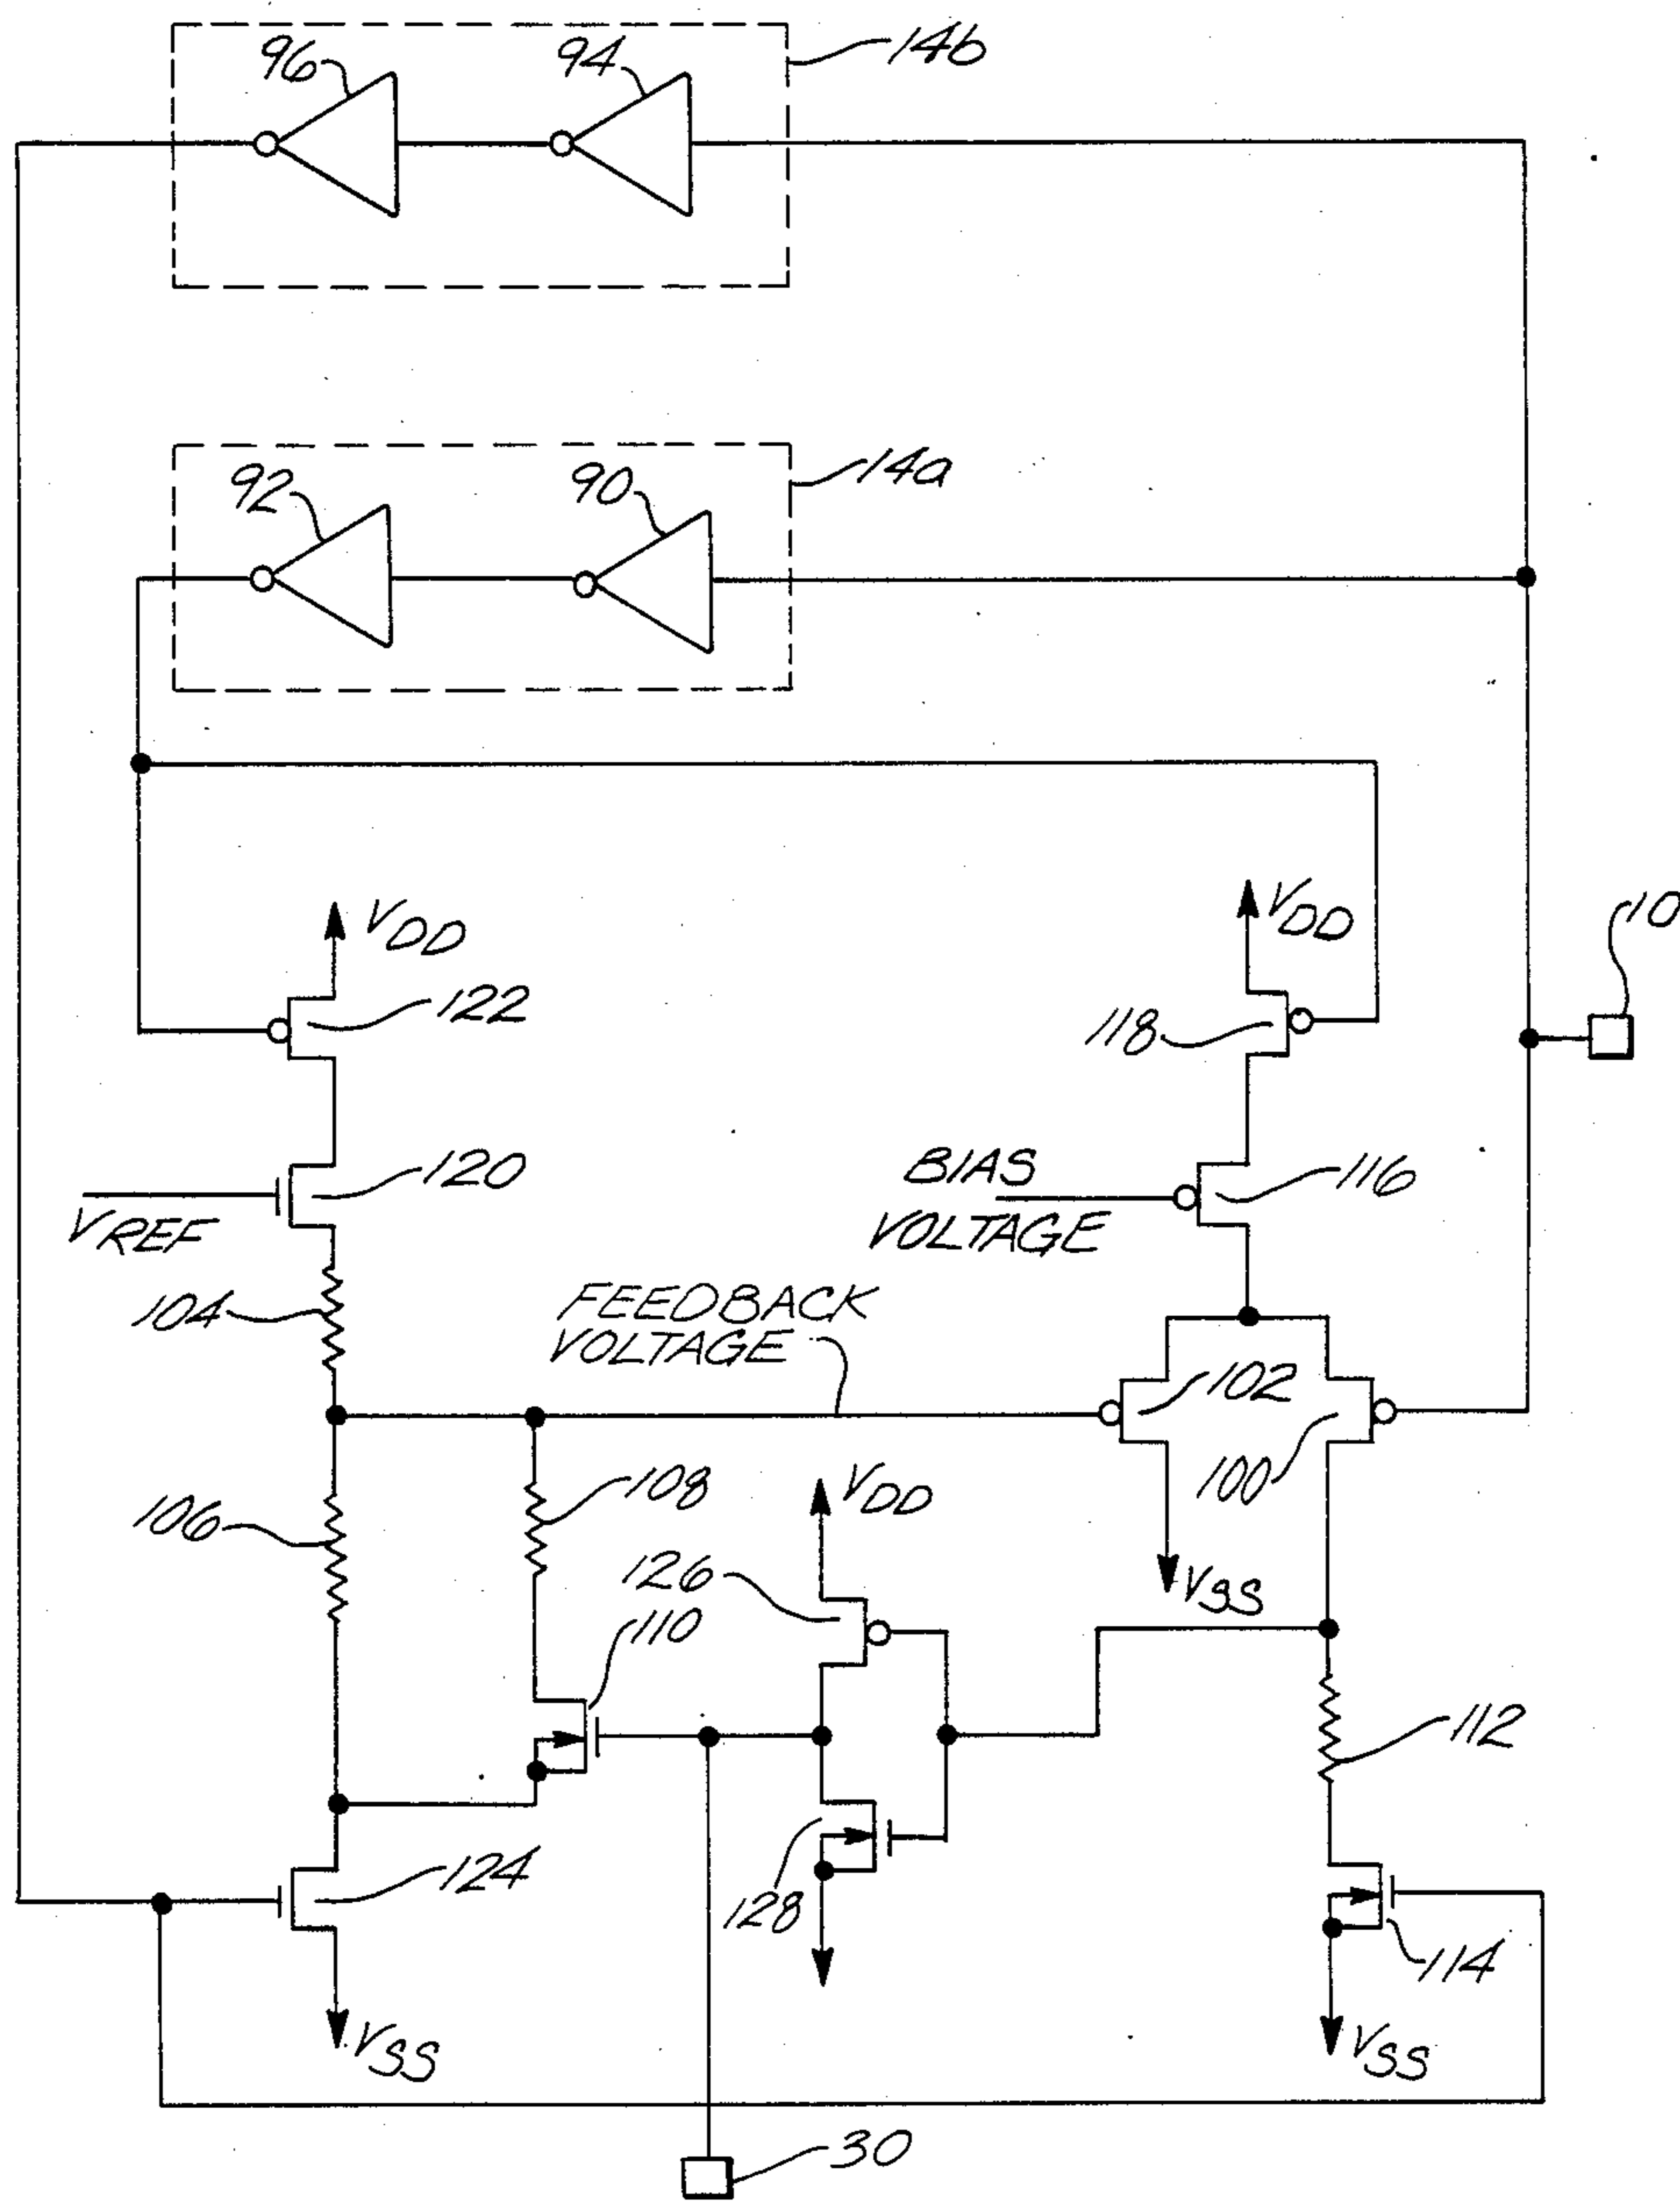 96
94
14b
92
90
14a
VDD
VDD
10
122
118
120
BIAS
VOLTAGE
116
VREF
104
FEEDBACK
VOLTAGE
102
100
106
108
VDD
126
VSS
110
112
124
128
114
VSS
VSS
30